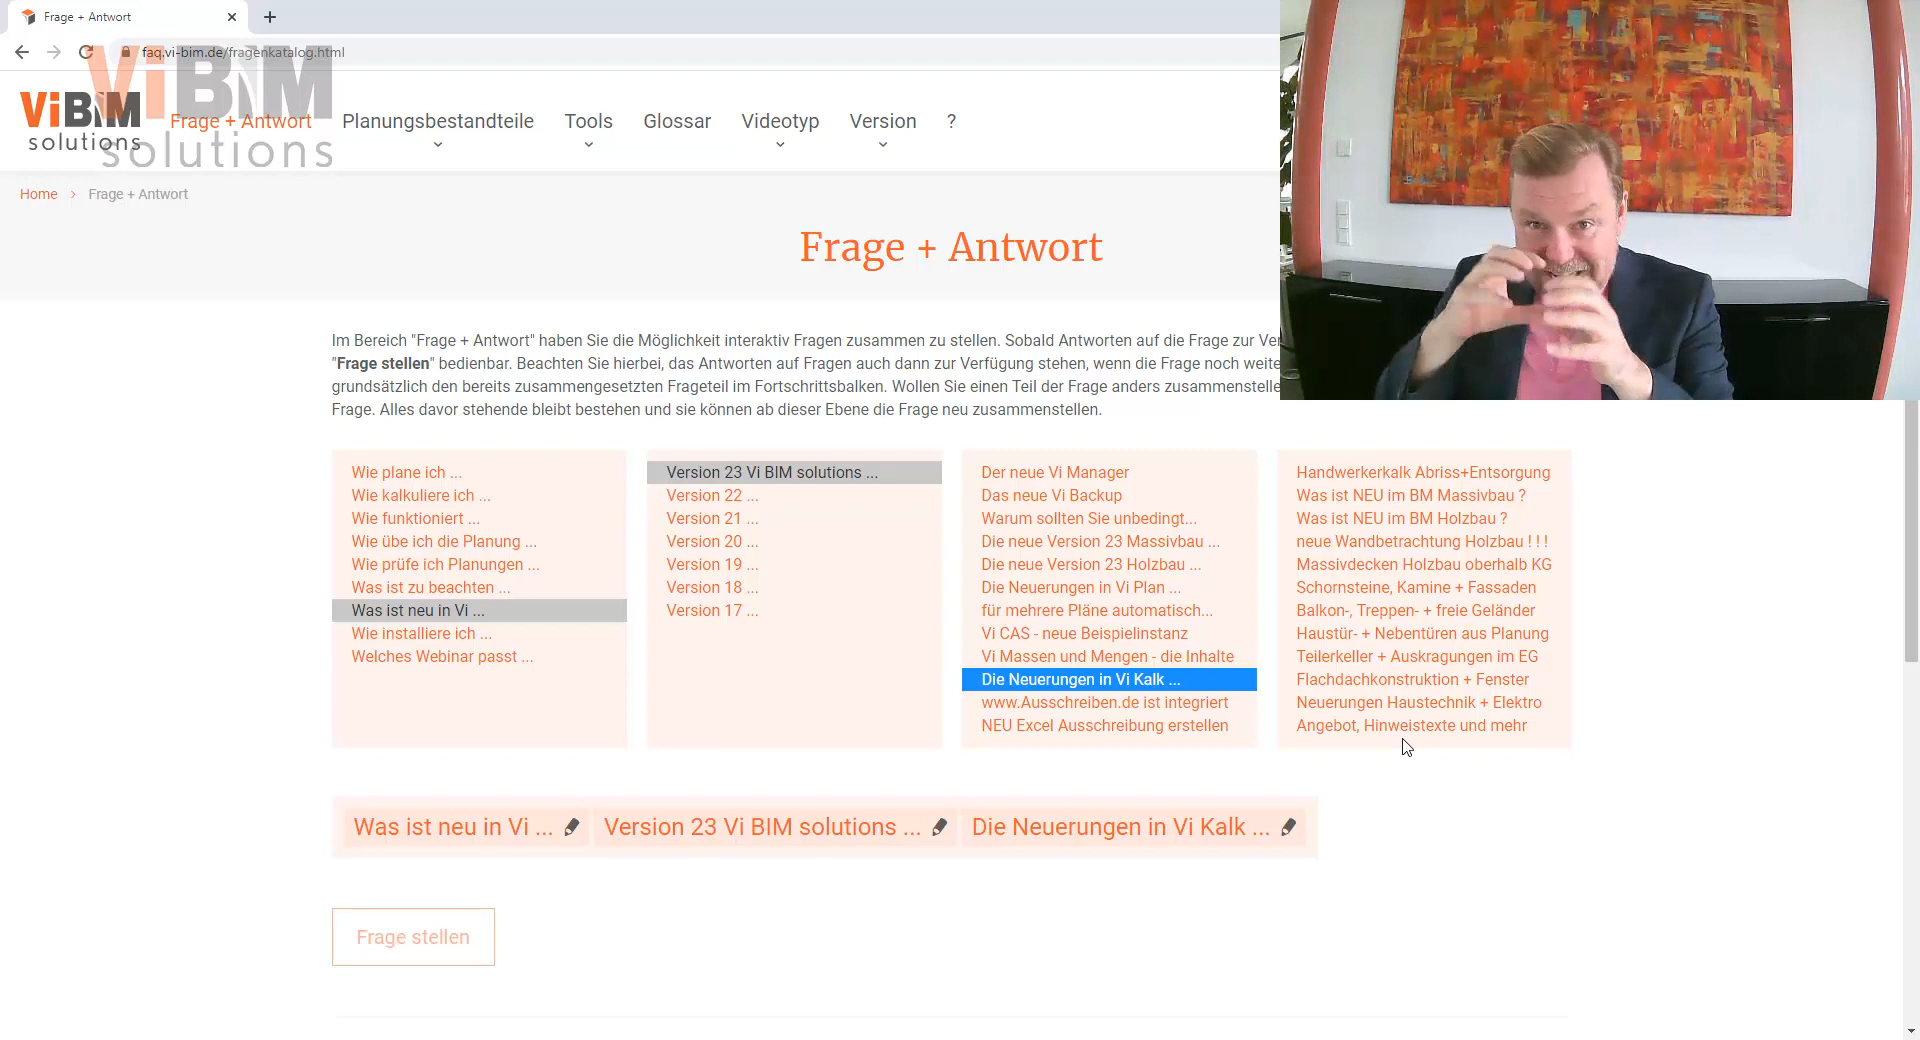 Frage + Antwort
faq.vi-bim.de/fragenkatalog.html
ViBIM
solutions
ViBIM
solutions
Frage + Antwort
Planungsbestandteile
Tools
Glossar
Videotyp
Version
?
Home > Frage + Antwort
Frage + Antwort
Im Bereich "Frage + Antwort" haben Sie die Möglichkeit interaktiv Fragen zusammen zu stellen. Sobald Antworten auf die Frage zur
"Frage stellen" bedienbar. Beachten Sie hierbei, das Antworten auf Fragen auch dann zur Verfügung stehen, wenn die Frage noch weite
grundsätzlich den bereits zusammengesetzten Frageteil im Fortschrittsbalken. Wollen Sie einen Teil der Frage anders zusammenstelle
Frage. Alles davor stehende bleibt bestehen und sie können ab dieser Ebene die Frage neu zusammenstellen.
Wie plane ich ...
Wie kalkuliere ich ...
Wie funktioniert ...
Wie übe ich die Planung ...
Wie prüfe ich Planungen ...
Was ist zu beachten ...
Was ist neu in Vi ...
Wie installiere ich ...
Welches Webinar passt ...
Version 23 Vi BIM solutions ...
Version 22 ...
Version 21 ...
Version 20 ...
Version 19 ...
Version 18 ...
Version 17 ...
Der neue Vi Manager
Das neue Vi Backup
Warum sollten Sie unbedingt...
Die neue Version 23 Massivbau ...
Die neue Version 23 Holzbau ...
Die Neuerungen in Vi Plan ...
für mehrere Pläne automatisch...
Vi CAS - neue Beispielinstanz
Vi Massen und Mengen - die Inhalte
Die Neuerungen in Vi Kalk ...
www.Ausschreiben.de ist integriert
NEU Excel Ausschreibung erstellen
Handwerkerkalk Abriss+Entsorgung
Was ist NEU im BM Massivbau ?
Was ist NEU im BM Holzbau ?
neue Wandbetrachtung Holzbau ! ! !
Massivdecken Holzbau oberhalb KG
Schornsteine, Kamine + Fassaden
Balkon-, Treppen- + freie Geländer
Haustür- + Nebentüren aus Planung
Teilerkeller + Auskragungen im EG
Flachdachkonstruktion + Fenster
Neuerungen Haustechnik + Elektro
Angebot, Hinweistexte und mehr
Was ist neu in Vi ... Version 23 Vi BIM solutions ... Die Neuerungen in Vi Kalk ...
Frage stellen